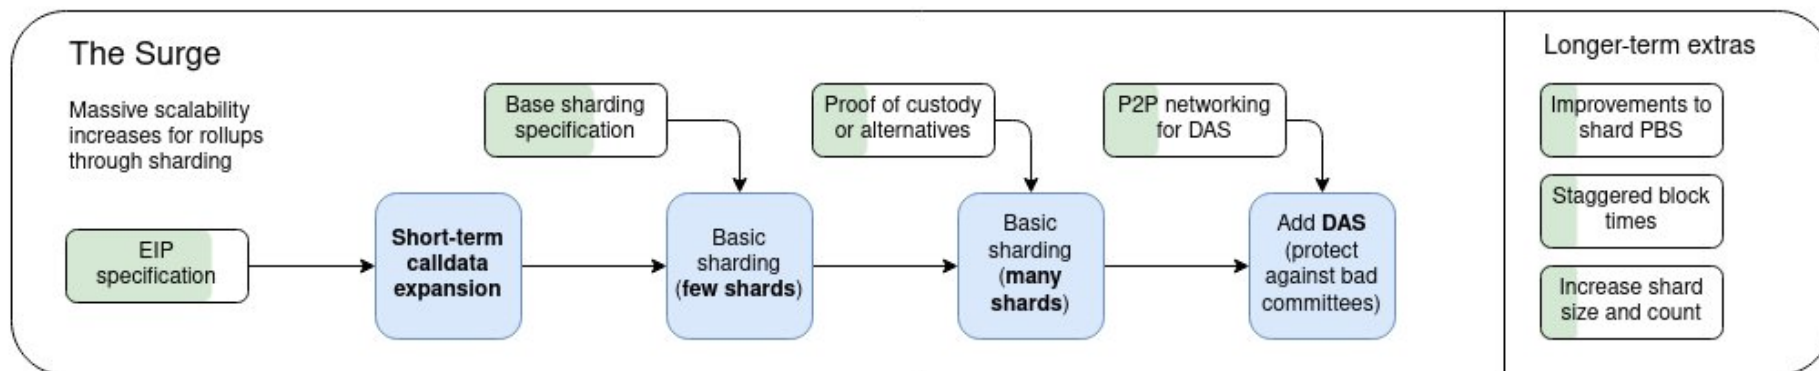 The Surge
Massive scalability
increases for rollups
through sharding
EIP
specification
Short-term
calldata
expansion
Base sharding
specification
Basic
sharding
(few shards)
Proof of custody
or alternatives
Basic
sharding
(many
shards)
P2P networking
for DAS
Add DAS
(protect
against bad
committees)
Longer-term extras
Improvements to
shard PBS
Staggered block
times
Increase shard
size and count